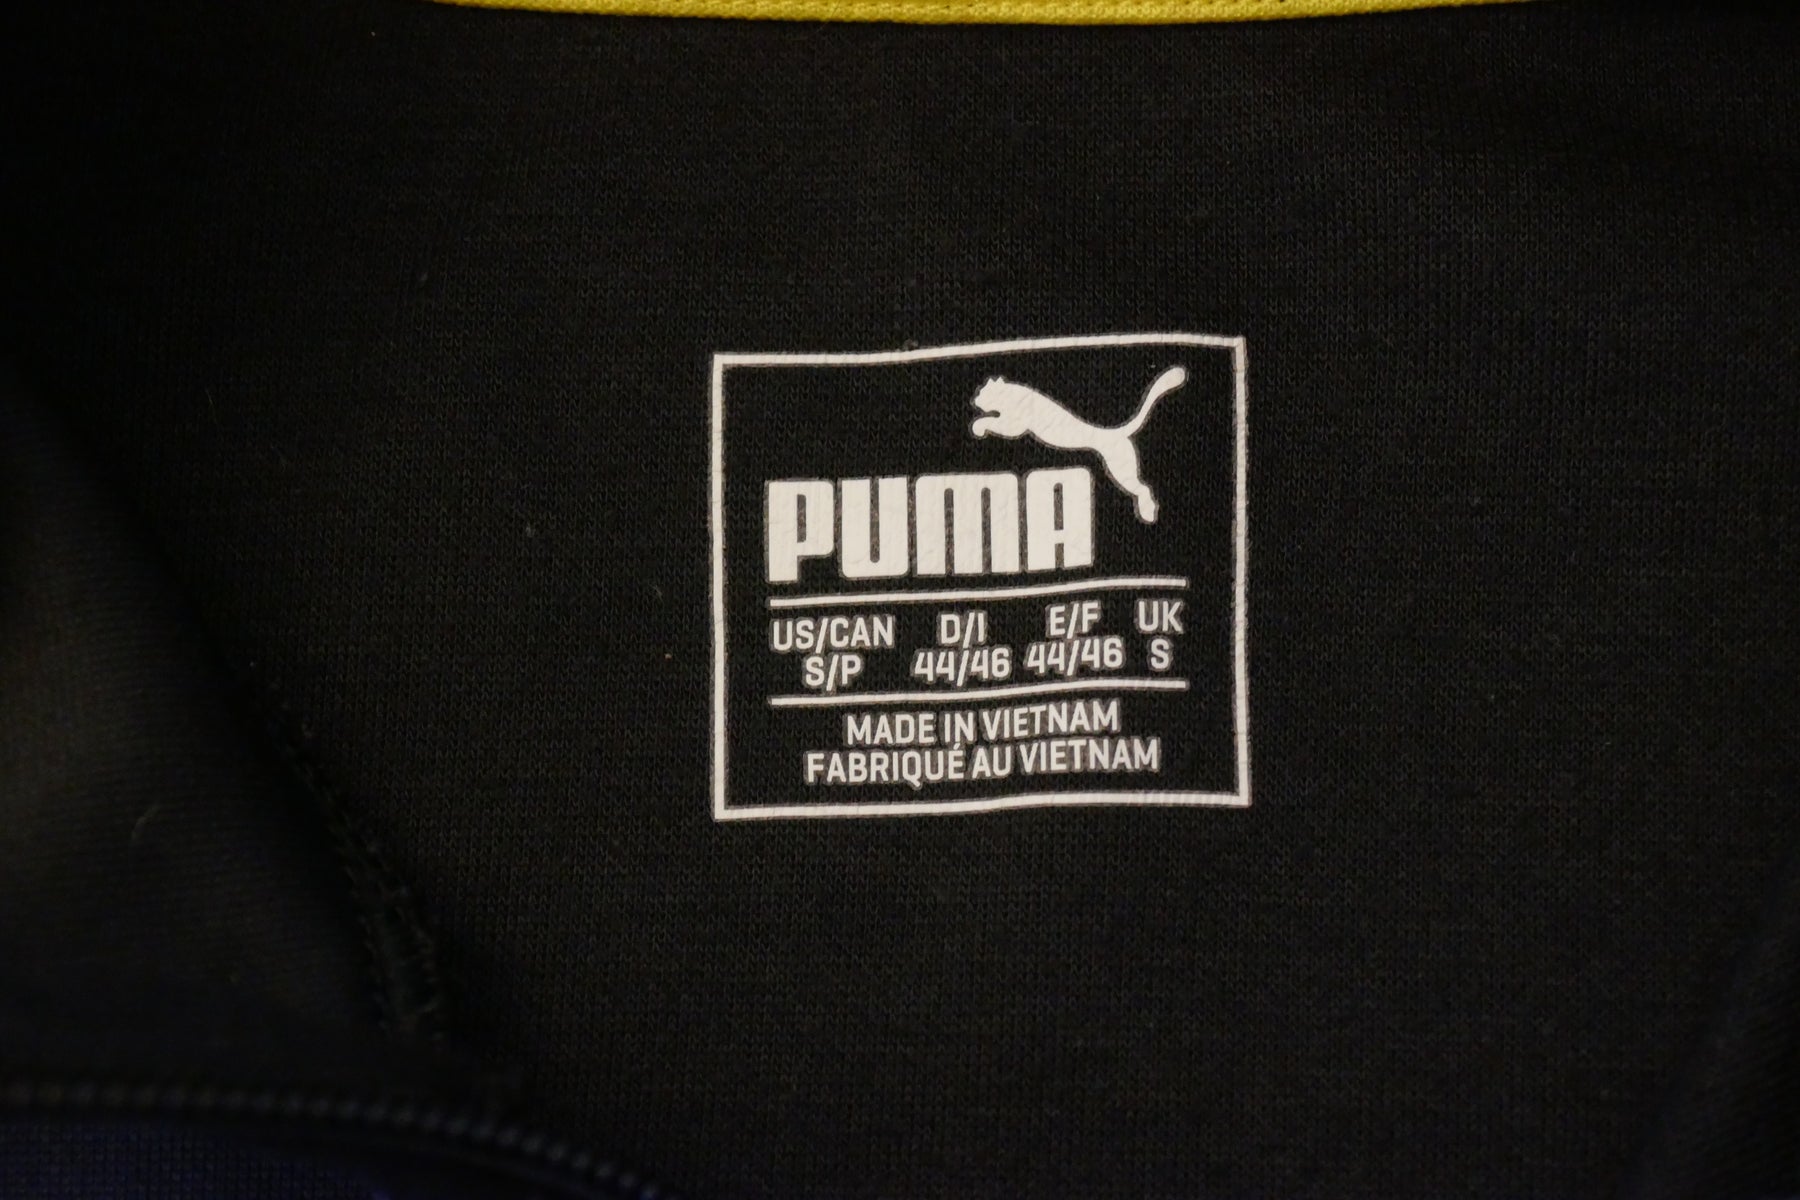 PUMA
US/CAN D/I E/F UK
S/P 44/46 44/46 S
MADE IN VIETNAM
FABRIQUÉ AU VIETNAM